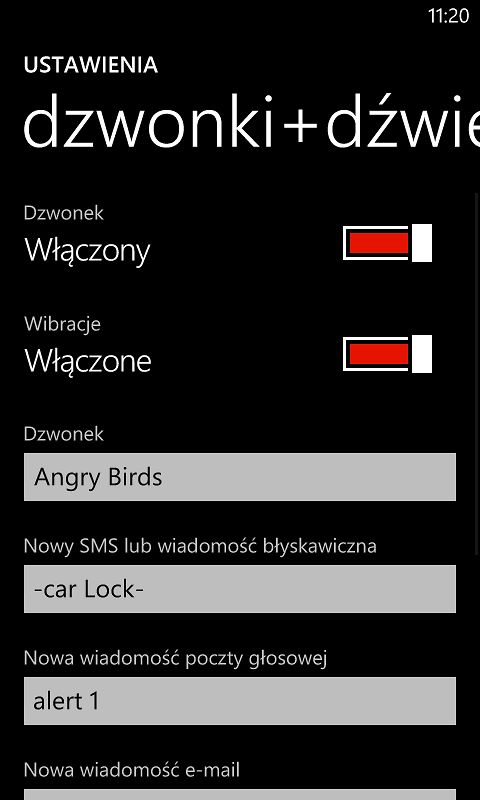 11:20
USTAWIENIA
dzwonki+dźwię
Dzwonek
Włączony
Wibracje
Włączone
Dzwonek
Angry Birds
Nowy SMS lub wiadomość błyskawiczna
-car Lock-
Nowa wiadomość poczty głosowej
alert 1
Nowa wiadomość e-mail